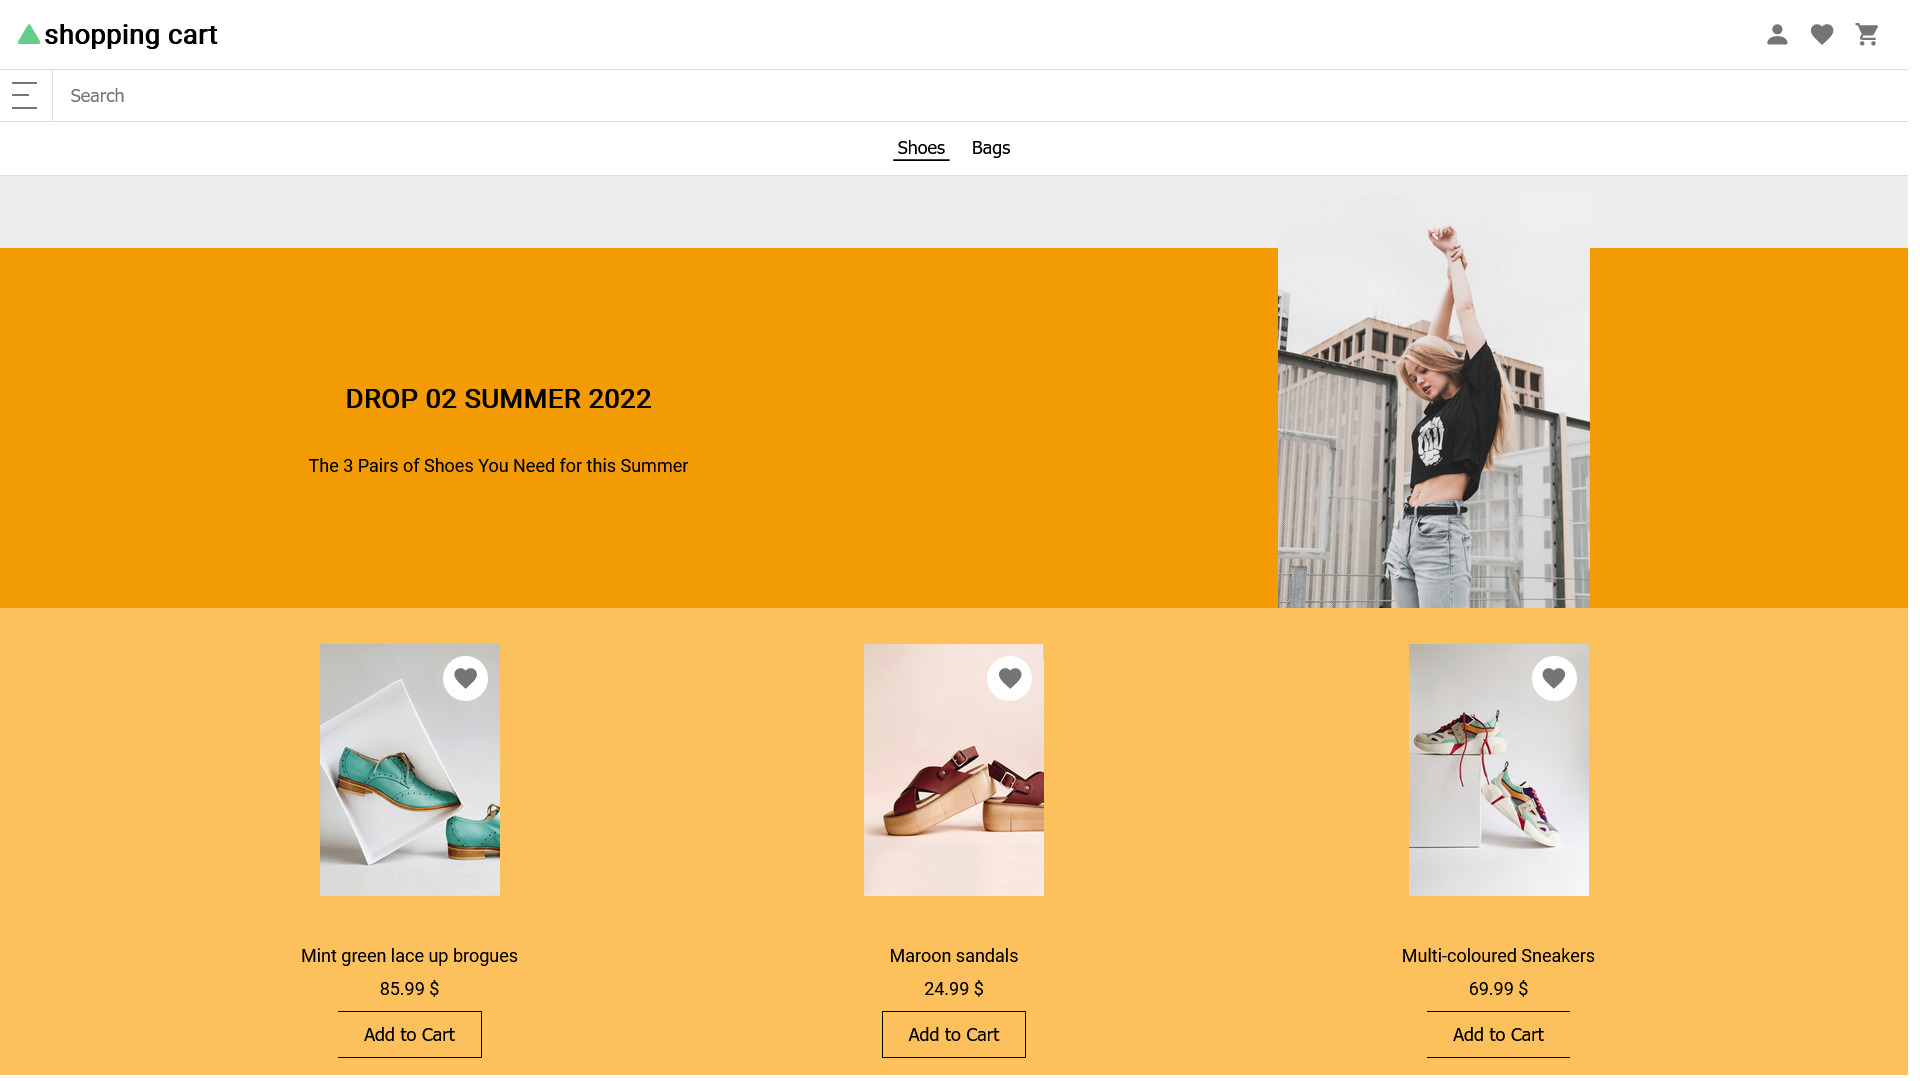 shopping cart
Search
Shoes Bags
DROP 02 SUMMER 2022
The 3 Pairs of Shoes You Need for this Summer
Mint green lace up brogues
85.99 $
Add to Cart
Maroon sandals
24.99 $
Add to Cart
Multi-coloured Sneakers
69.99 $
Add to Cart